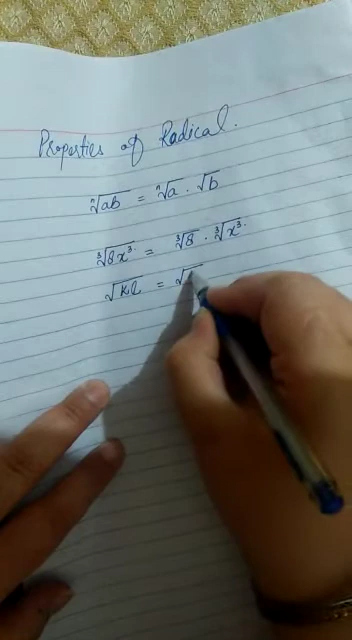 Properties of Radical.
ⁿ√ab = ⁿ√a . √b
³√8x³ = ³√8 . ³√x³.
√kl = √